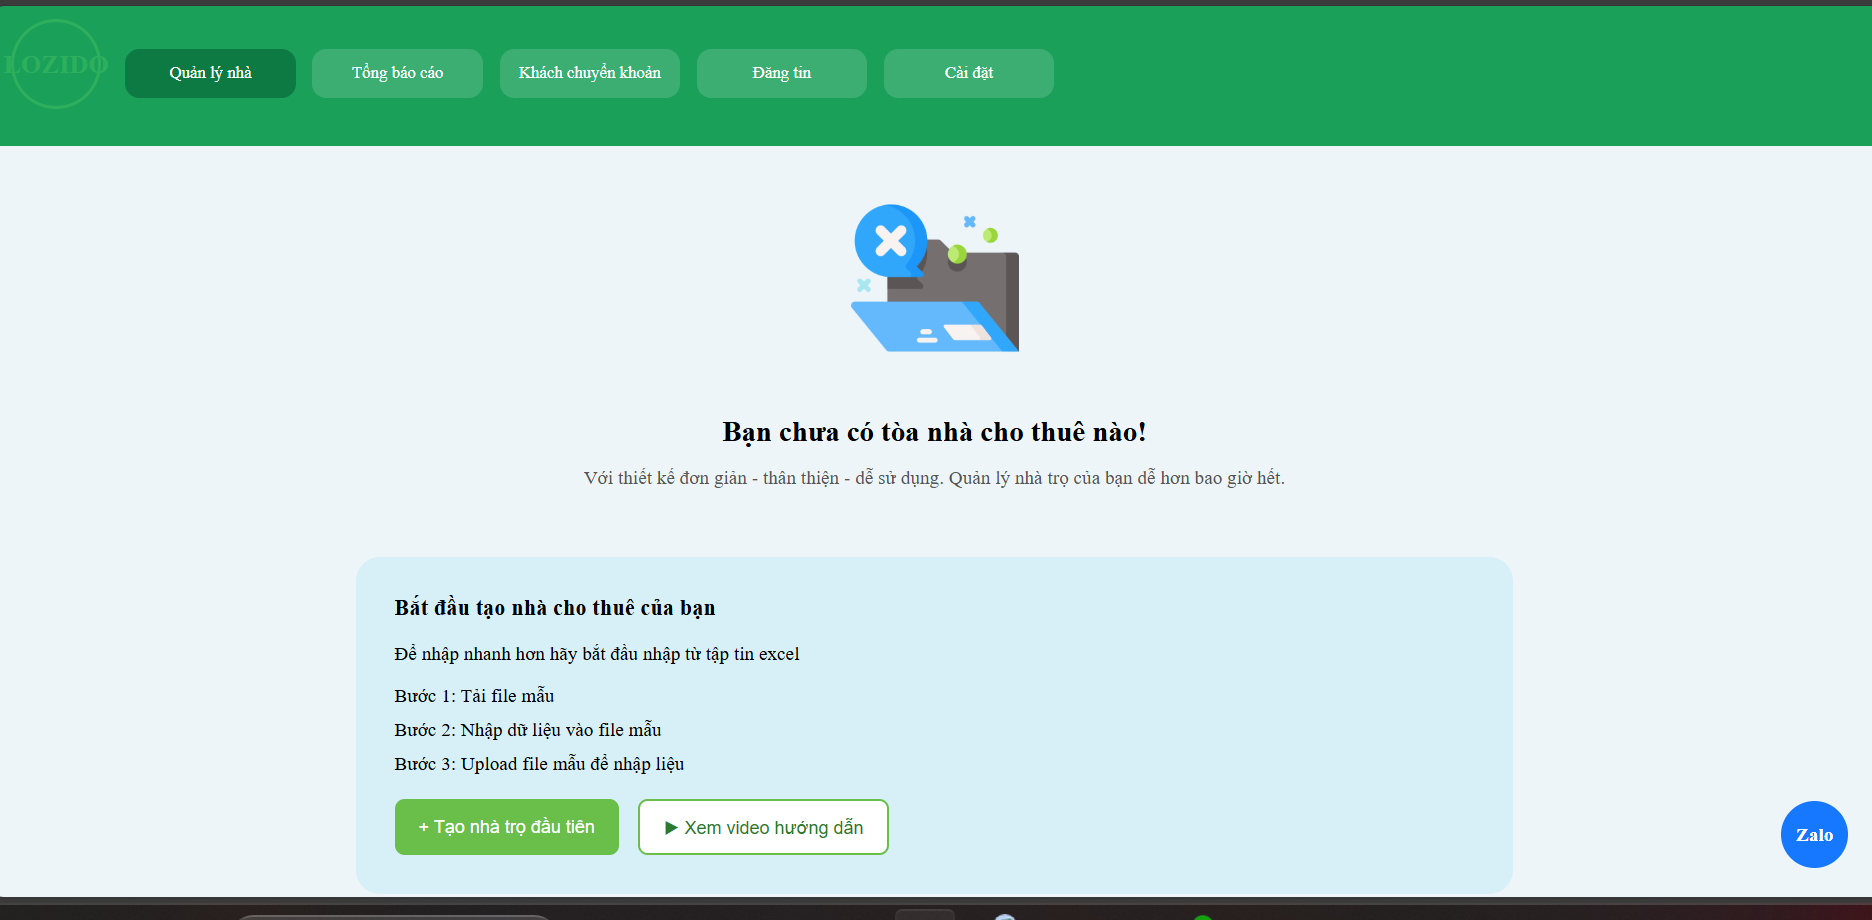 LOZIDO
Quản lý nhà
Tổng báo cáo
Khách chuyển khoản
Đăng tin
Cài đặt
Bạn chưa có tòa nhà cho thuê nào!
Với thiết kế đơn giản - thân thiện - dễ sử dụng. Quản lý nhà trọ của bạn dễ hơn bao giờ hết.
Bắt đầu tạo nhà cho thuê của bạn
Để nhập nhanh hơn hãy bắt đầu nhập từ tập tin excel
Bước 1: Tải file mẫu
Bước 2: Nhập dữ liệu vào file mẫu
Bước 3: Upload file mẫu để nhập liệu
+ Tạo nhà trọ đầu tiên
▶ Xem video hướng dẫn
Zalo